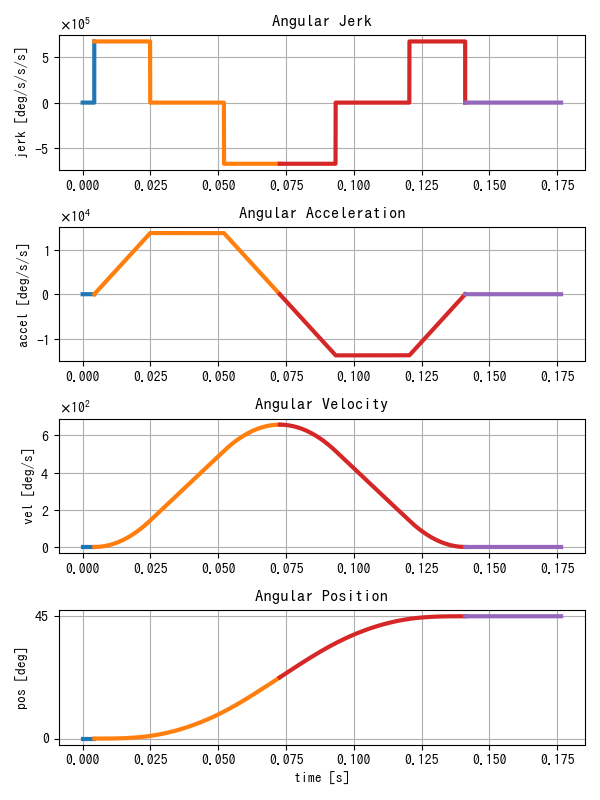 Angular Jerk
×10⁵
jerk [deg/s/s/s]
5
0
−5
0.000 0.025 0.050 0.075 0.100 0.125 0.150 0.175
Angular Acceleration
×10⁴
accel [deg/s/s]
1
0
−1
0.000 0.025 0.050 0.075 0.100 0.125 0.150 0.175
Angular Velocity
×10²
vel [deg/s]
6
4
2
0
0.000 0.025 0.050 0.075 0.100 0.125 0.150 0.175
Angular Position
pos [deg]
45
0
0.000 0.025 0.050 0.075 0.100 0.125 0.150 0.175
time [s]